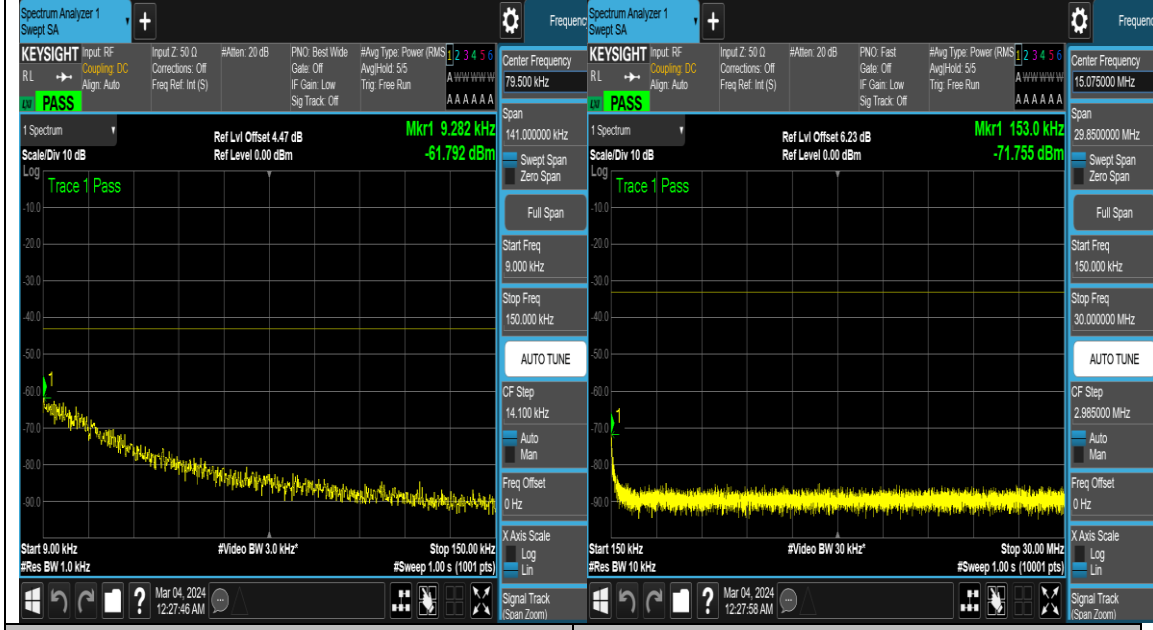 Spectrum Analyzer 1
Swept SA
+
Frequenc
KEYSIGHT
Input: RF
Input Z: 50 Ω
#Atten: 20 dB
PNO: Best Wide
#Avg Type: Power (RMS
1 2 3 4 5 6
R L
Coupling: DC
Corrections: Off
Gate: Off
Avg|Hold: 5/5
A W W W W W
Align: Auto
Freq Ref: Int (S)
IF Gain: Low
Trig: Free Run
PASS
Sig Track: Off
A A A A A A
1 Spectrum
Ref Lvl Offset 4.47 dB
Mkr1 9.282 kHz
Scale/Div 10 dB
Ref Level 0.00 dBm
-61.792 dBm
Log
Trace 1 Pass
-10.0
-20.0
-30.0
-40.0
-50.0
-60.0
-70.0
-80.0
-90.0
1
Start 9.00 kHz
#Video BW 3.0 kHz*
Stop 150.00 kHz
#Res BW 1.0 kHz
#Sweep 1.00 s (1001 pts)
Mar 04, 2024
12:27:46 AM
?
Center Frequency
79.500 kHz
Span
141.000000 kHz
Swept Span
Zero Span
Full Span
Start Freq
9.000 kHz
Stop Freq
150.000 kHz
AUTO TUNE
CF Step
14.100 kHz
Auto
Man
Freq Offset
0 Hz
X Axis Scale
Log
Lin
Signal Track
(Span Zoom)
Spectrum Analyzer 1
Swept SA
+
Frequenc
KEYSIGHT
Input: RF
Input Z: 50 Ω
#Atten: 20 dB
PNO: Fast
#Avg Type: Power (RMS
1 2 3 4 5 6
R L
Coupling: DC
Corrections: Off
Gate: Off
Avg|Hold: 5/5
A W W W W W
Align: Auto
Freq Ref: Int (S)
IF Gain: Low
Trig: Free Run
PASS
Sig Track: Off
A A A A A A
1 Spectrum
Ref Lvl Offset 6.23 dB
Mkr1 153.0 kHz
Scale/Div 10 dB
Ref Level 0.00 dBm
-71.755 dBm
Log
Trace 1 Pass
-10.0
-20.0
-30.0
-40.0
-50.0
-60.0
-70.0
-80.0
-90.0
1
Start 150 kHz
#Video BW 30 kHz*
Stop 30.00 MHz
#Res BW 10 kHz
#Sweep 1.00 s (10001 pts)
Mar 04, 2024
12:27:58 AM
?
Center Frequency
15.075000 MHz
Span
29.8500000 MHz
Swept Span
Zero Span
Full Span
Start Freq
150.000 kHz
Stop Freq
30.000000 MHz
AUTO TUNE
CF Step
2.985000 MHz
Auto
Man
Freq Offset
0 Hz
X Axis Scale
Log
Lin
Signal Track
(Span Zoom)